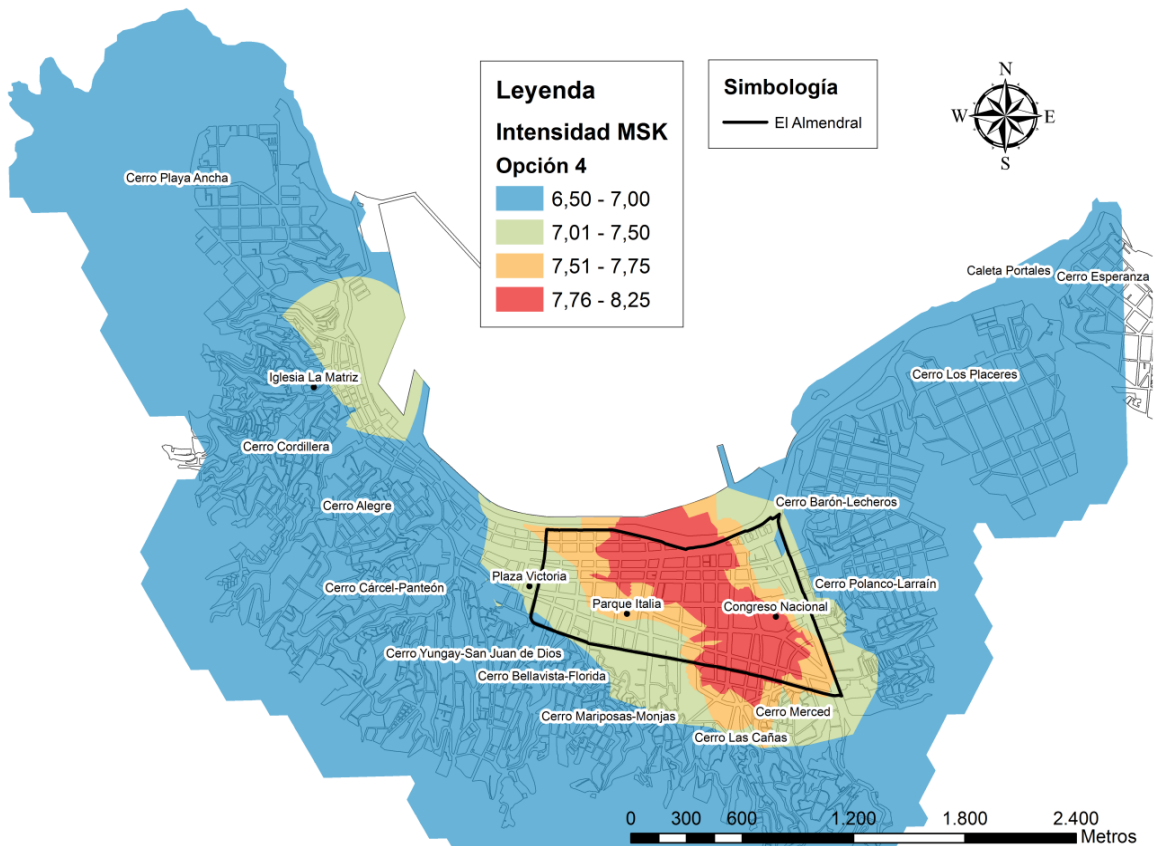 Leyenda
Intensidad MSK
Opción 4
6,50 - 7,00
7,01 - 7,50
7,51 - 7,75
7,76 - 8,25
Simbología
El Almendral
N
W E
S
Cerro Playa Ancha
Caleta Portales
Cerro Esperanza
Iglesia La Matriz
Cerro Los Placeres
Cerro Cordillera
Cerro Alegre
Cerro Barón-Lecheros
Plaza Victoria
Cerro Cárcel-Panteón
Cerro Polanco-Larraín
Parque Italia
Congreso Nacional
Cerro Yungay-San Juan de Dios
Cerro Bellavista-Florida
Cerro Mariposas-Monjas
Cerro Merced
Cerro Las Cañas
0 300 600 1.200 1.800 2.400
Metros